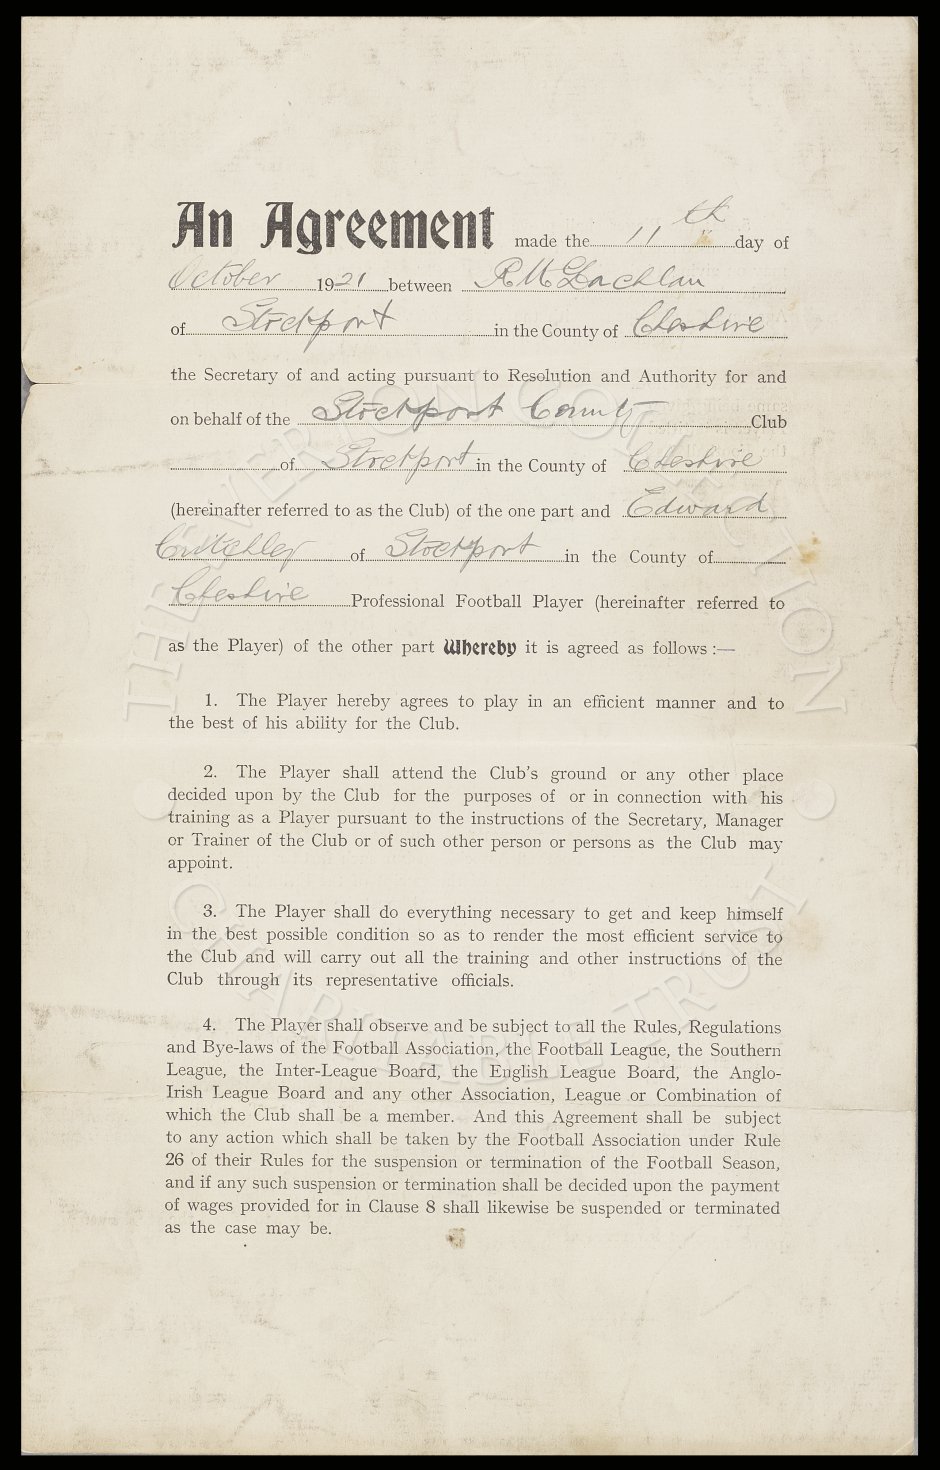 An Agreement made the 11th day of
October 1921 between R McLachlan
of Stockport in the County of Cheshire
the Secretary of and acting pursuant to Resolution and Authority for and
on behalf of the Stockport County Club
of Stockport in the County of Cheshire
(hereinafter referred to as the Club) of the one part and Edward
Critchley of Stockport in the County of
Cheshire Professional Football Player (hereinafter referred to
as the Player) of the other part Whereby it is agreed as follows :—
1. The Player hereby agrees to play in an efficient manner and to
the best of his ability for the Club.
2. The Player shall attend the Club's ground or any other place
decided upon by the Club for the purposes of or in connection with his
training as a Player pursuant to the instructions of the Secretary, Manager
or Trainer of the Club or of such other person or persons as the Club may
appoint.
3. The Player shall do everything necessary to get and keep himself
in the best possible condition so as to render the most efficient service to
the Club and will carry out all the training and other instructions of the
Club through its representative officials.
4. The Player shall observe and be subject to all the Rules, Regulations
and Bye-laws of the Football Association, the Football League, the Southern
League, the Inter-League Board, the English League Board, the Anglo-
Irish League Board and any other Association, League or Combination of
which the Club shall be a member. And this Agreement shall be subject
to any action which shall be taken by the Football Association under Rule
26 of their Rules for the suspension or termination of the Football Season,
and if any such suspension or termination shall be decided upon the payment
of wages provided for in Clause 8 shall likewise be suspended or terminated
as the case may be.
THE EVERTON COLLECTION
CHARITABLE TRUST